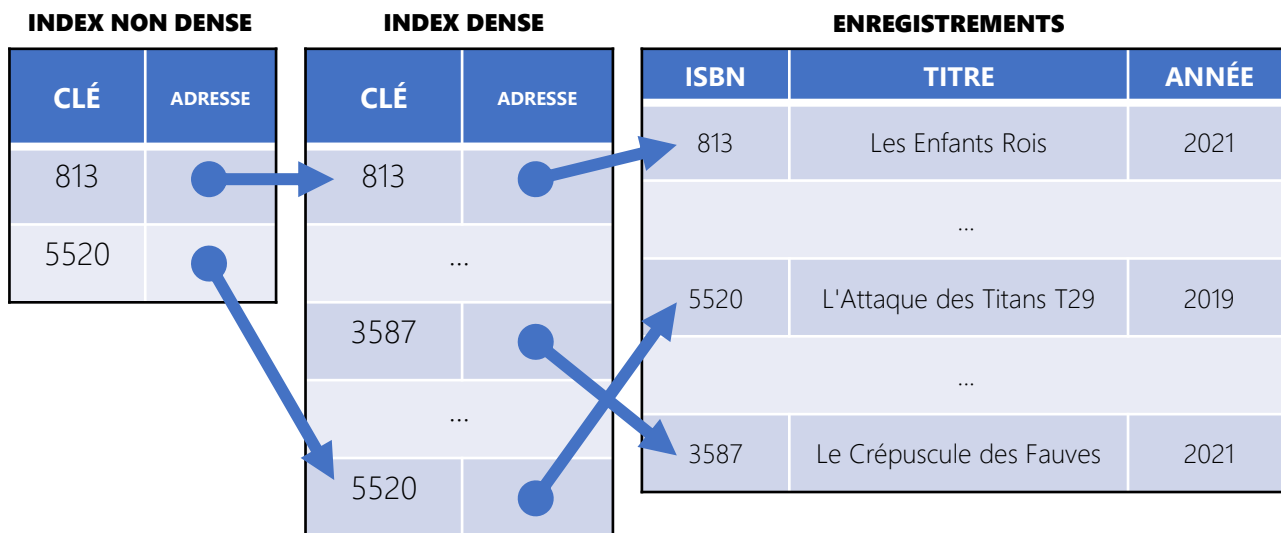 INDEX NON DENSE
CLÉ ADRESSE
813
5520
INDEX DENSE
CLÉ ADRESSE
813
...
3587
...
5520
ENREGISTREMENTS
ISBN TITRE ANNÉE
813 Les Enfants Rois 2021
...
5520 L'Attaque des Titans T29 2019
...
3587 Le Crépuscule des Fauves 2021